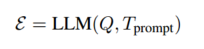 ℰ = LLM(Q, T_prompt)